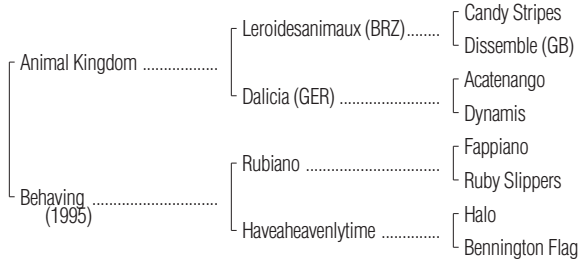 Candy Stripes
Leroidesanimaux (BRZ)........
Dissemble (GB)
Animal Kingdom ..................
Acatenango
Dalicia (GER) ........................
Dynamis
Fappiano
Rubiano ................................
Ruby Slippers
Behaving ..............................
(1995)
Halo
Haveaheavenlytime ...............
Bennington Flag